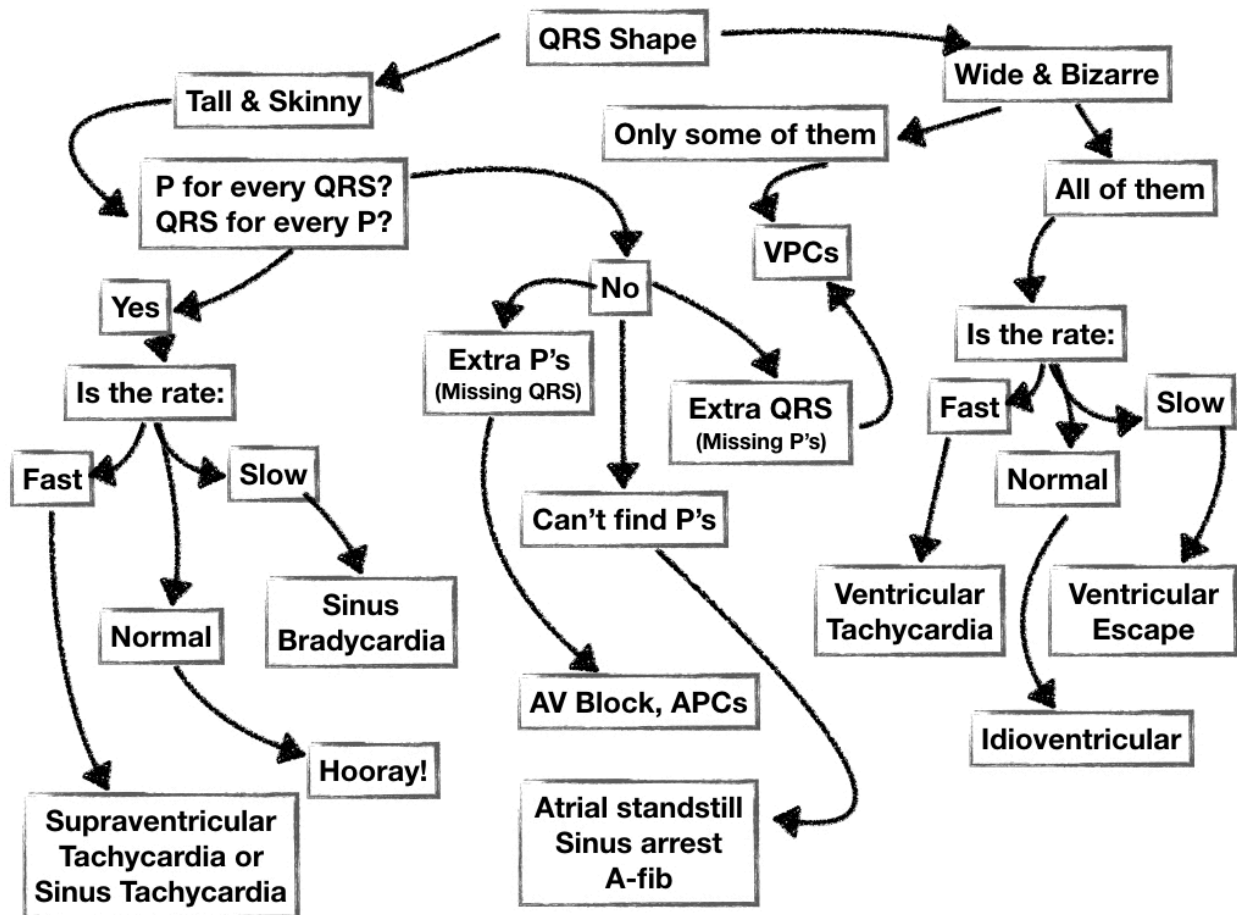 QRS Shape
Tall & Skinny
Wide & Bizarre
Only some of them
All of them
P for every QRS?
QRS for every P?
VPCs
Yes
No
Is the rate:
Extra P's
(Missing QRS)
Extra QRS
(Missing P's)
Is the rate:
Fast
Slow
Fast
Normal
Slow
Can't find P's
Normal
Sinus
Bradycardia
Ventricular
Tachycardia
Ventricular
Escape
AV Block, APCs
Idioventricular
Hooray!
Supraventricular
Tachycardia or
Sinus Tachycardia
Atrial standstill
Sinus arrest
A-fib